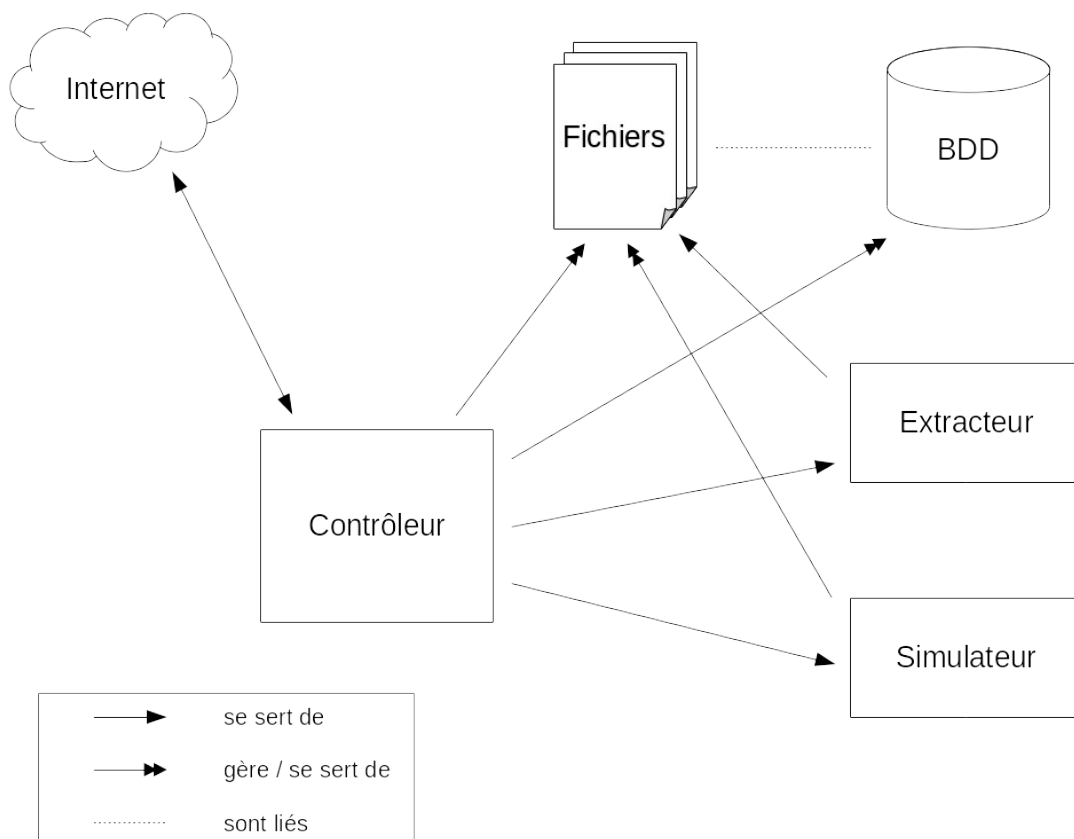 Internet
Fichiers
BDD
Extracteur
Contrôleur
Simulateur
se sert de
gère / se sert de
sont liés